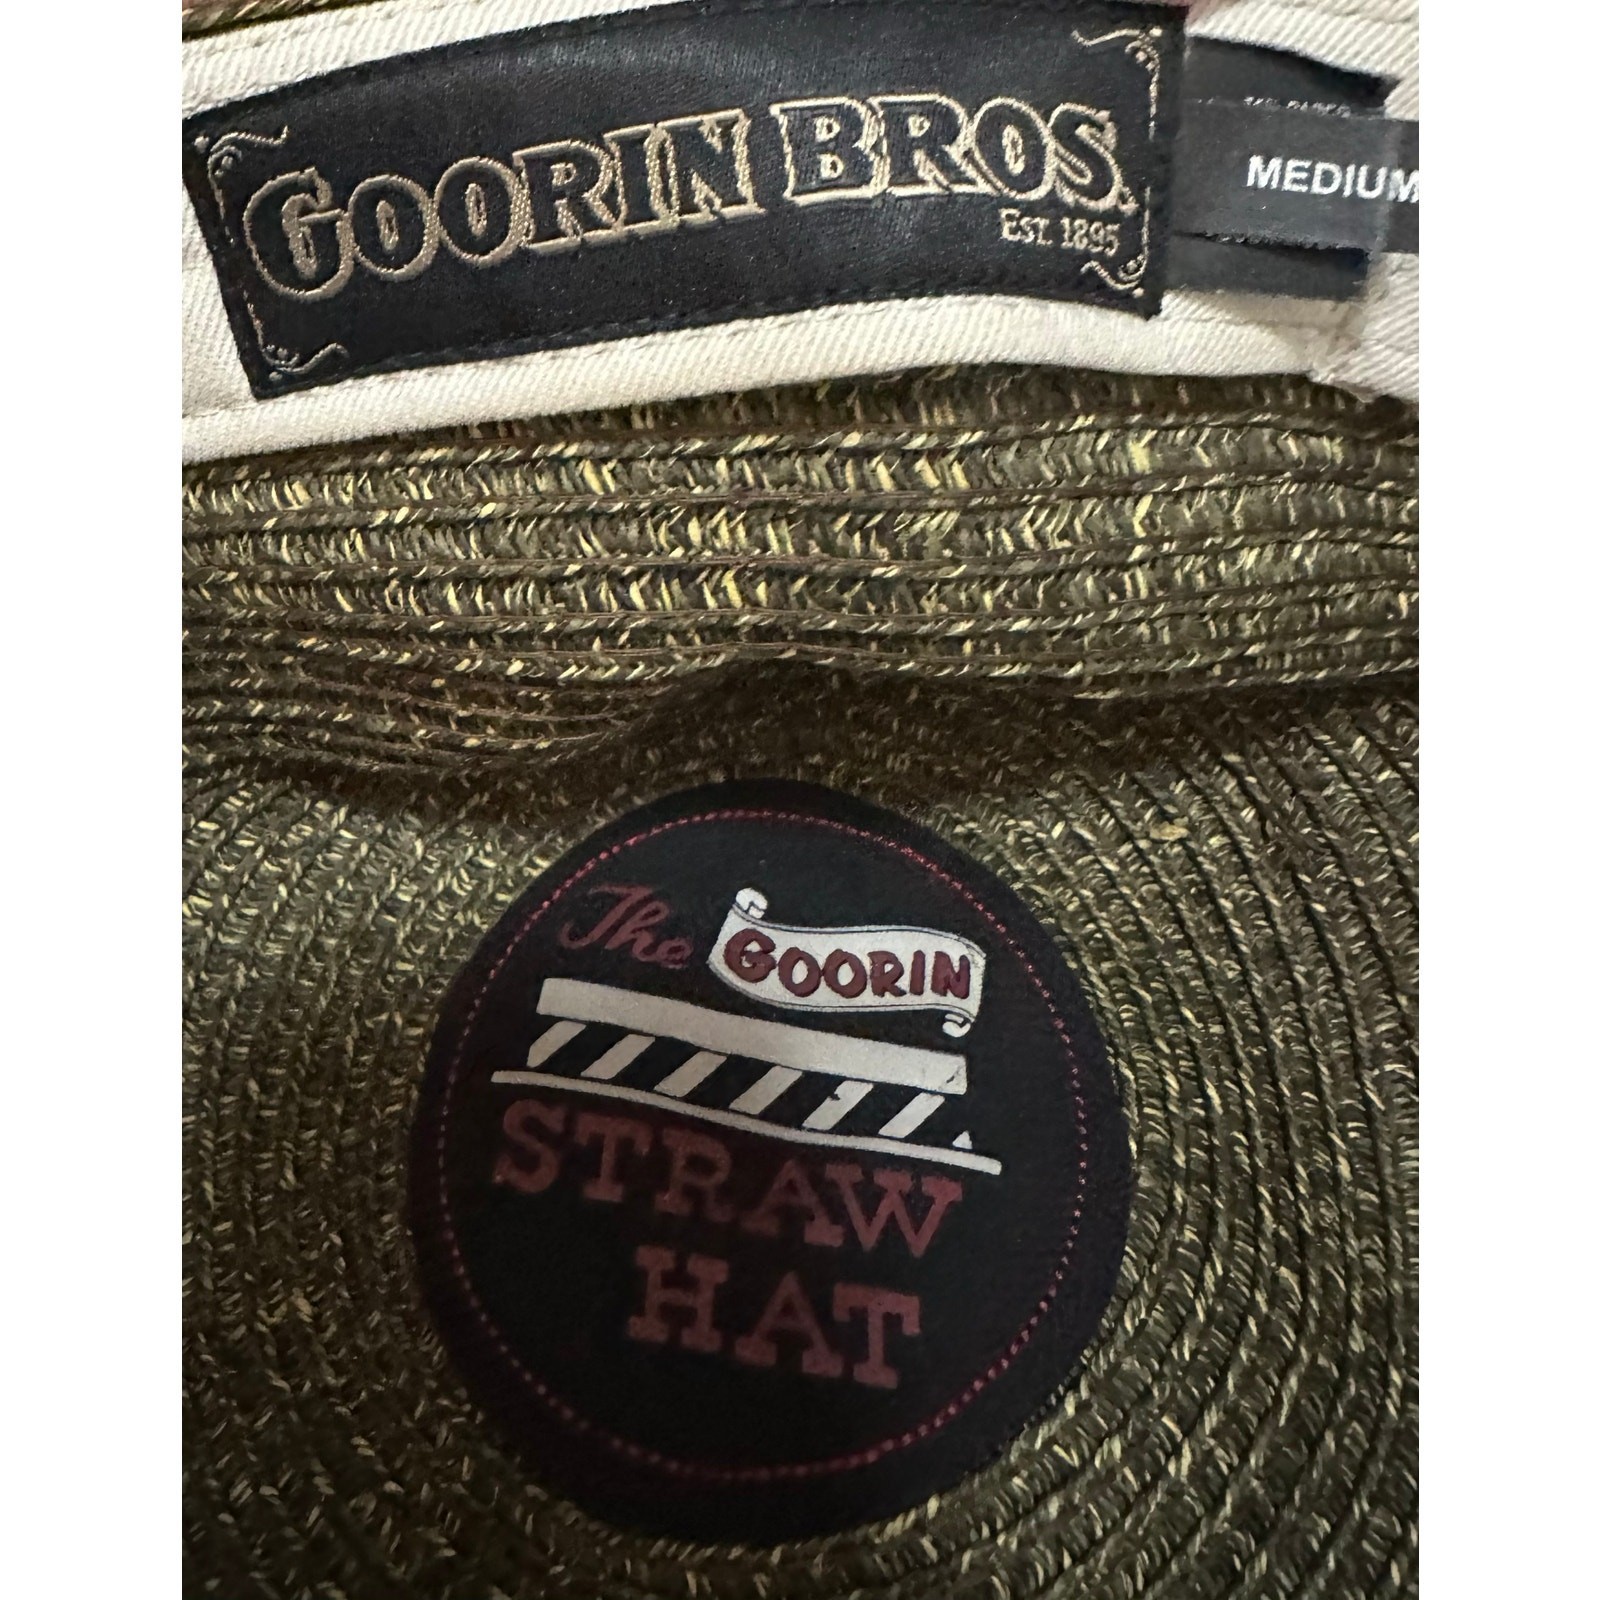 GOORIN BROS.
EST. 1895
MEDIUM
The GOORIN
STRAW
HAT